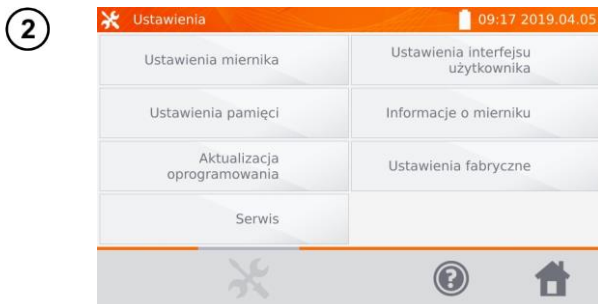 2
Ustawienia
09:17 2019.04.05
Ustawienia miernika
Ustawienia interfejsu
użytkownika
Ustawienia pamięci
Informacje o mierniku
Aktualizacja
oprogramowania
Ustawienia fabryczne
Serwis
?